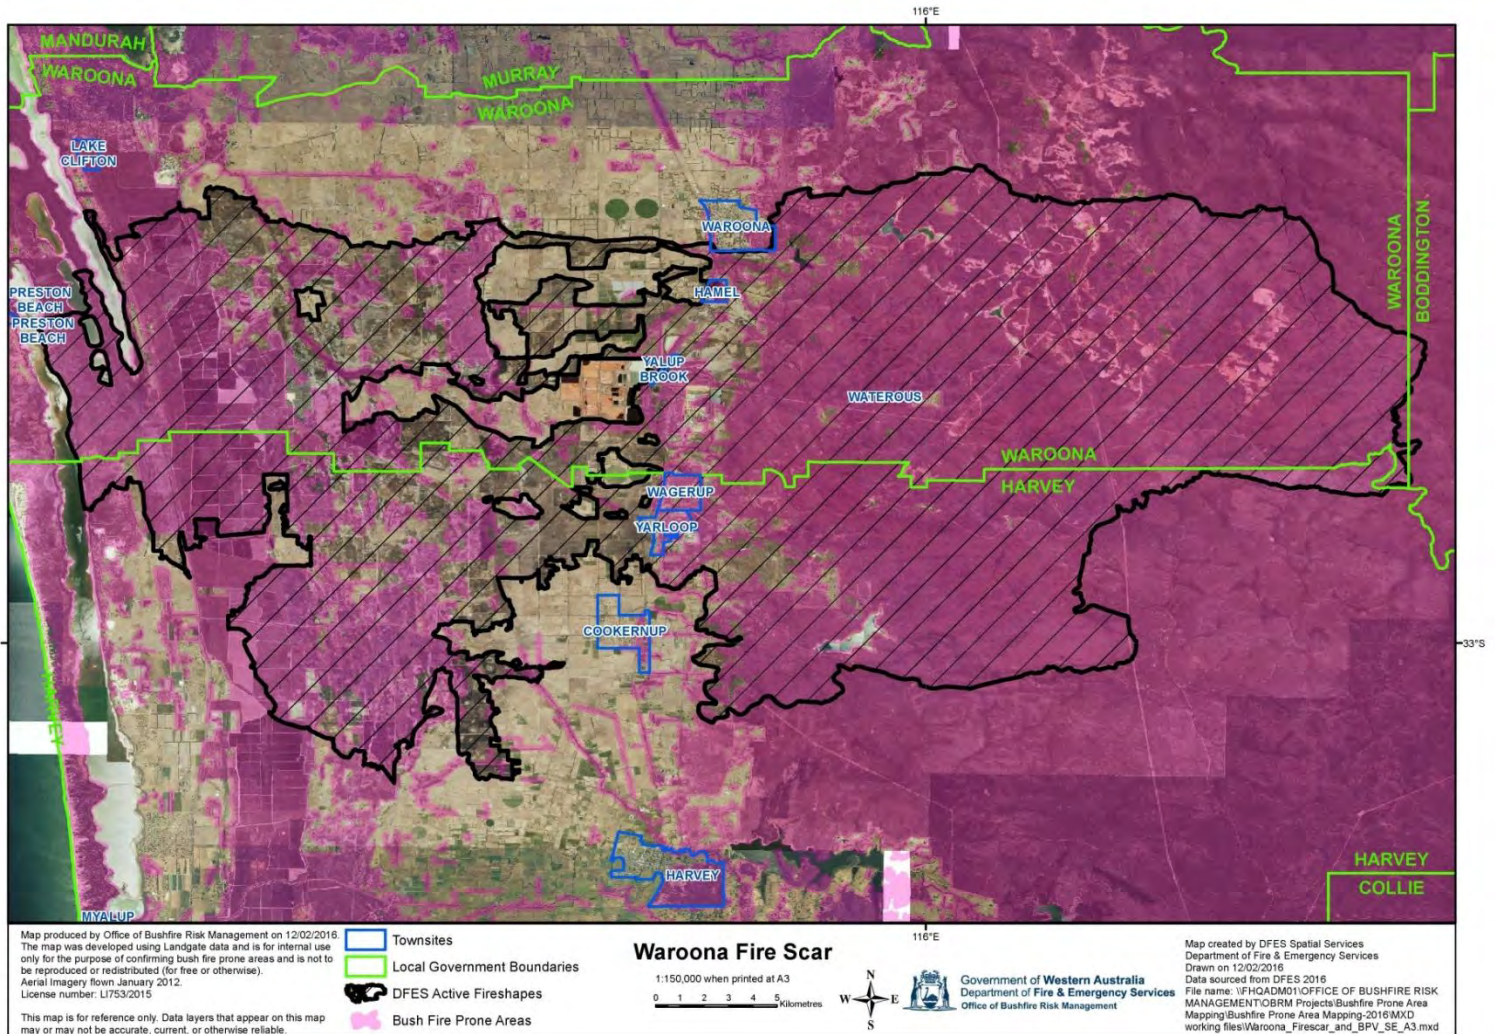 116°E
MANDURAH
WAROONA
MURRAY
WAROONA
LAKE
CLIFTON
WAROONA
WAROONA
BODDINGTON
HAMEL
PRESTON
BEACH
PRESTON
BEACH
YALUP
BROOK
WATEROUS
WAROONA
HARVEY
WAGERUP
YARLOOP
COOKERNUP
33°S
HARVEY
HARVEY
HARVEY
COLLIE
MYALUP
116°E
Map produced by Office of Bushfire Risk Management on 12/02/2016.
The map was developed using Landgate data and is for internal use
only for the purpose of confirming bush fire prone areas and is not to
be reproduced or redistributed (for free or otherwise).
Aerial Imagery flown January 2012.
License number: LI753/2015
This map is for reference only. Data layers that appear on this map
may or may not be accurate, current, or otherwise reliable.
Townsites
Local Government Boundaries
DFES Active Fireshapes
Bush Fire Prone Areas
Waroona Fire Scar
1:150,000 when printed at A3
0 1 2 3 4 5 Kilometres
N
W E
S
Government of Western Australia
Department of Fire & Emergency Services
Office of Bushfire Risk Management
Map created by DFES Spatial Services
Department of Fire & Emergency Services
Drawn on 12/02/2016
Data sourced from DFES 2016
File name: \\FHQADM01\OFFICE OF BUSHFIRE RISK
MANAGEMENT\OBRM Projects\Bushfire Prone Area
Mapping\Bushfire Prone Area Mapping-2016\MXD
working files\Waroona_Firescar_and_BPV_SE_A3.mxd